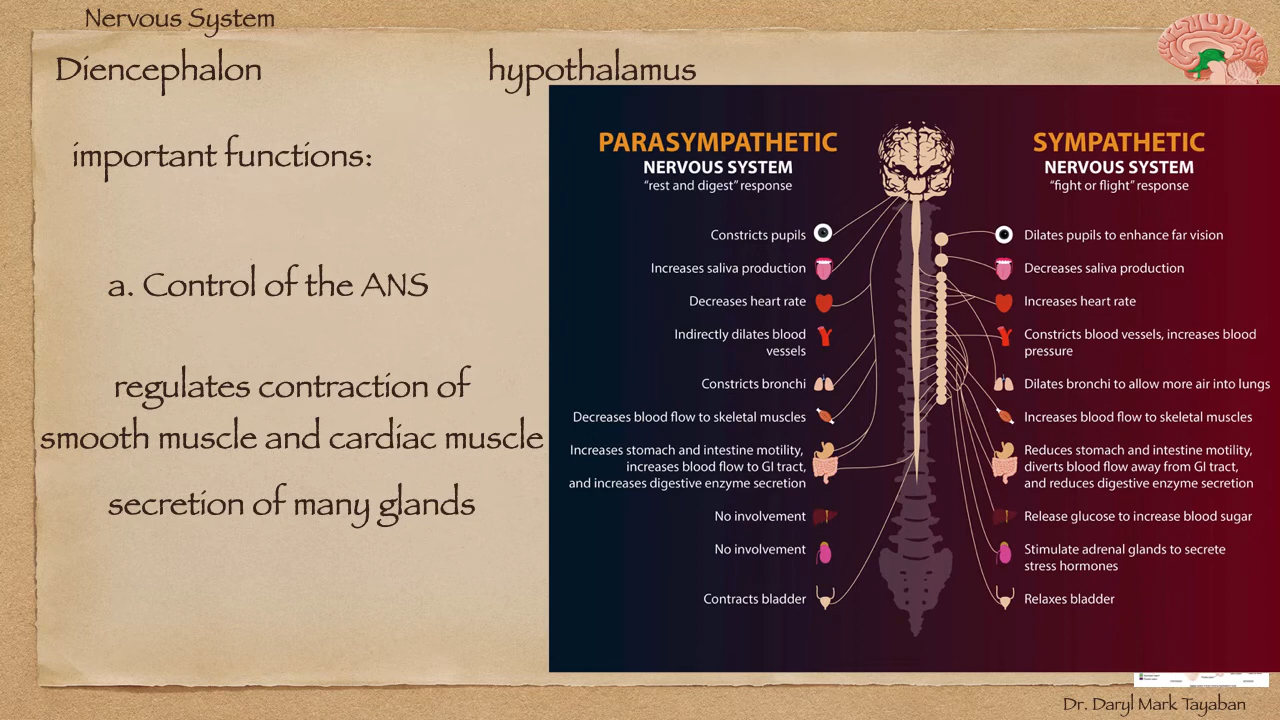 Nervous System
Diencephalon
hypothalamus
important functions:
a. Control of the ANS
regulates contraction of
smooth muscle and cardiac muscle
secretion of many glands
PARASYMPATHETIC
NERVOUS SYSTEM
"rest and digest" response
Constricts pupils
Increases saliva production
Decreases heart rate
Indirectly dilates blood
vessels
Constricts bronchi
Decreases blood flow to skeletal muscles
Increases stomach and intestine motility,
increases blood flow to GI tract,
and increases digestive enzyme secretion
No involvement
No involvement
Contracts bladder
SYMPATHETIC
NERVOUS SYSTEM
"fight or flight" response
Dilates pupils to enhance far vision
Decreases saliva production
Increases heart rate
Constricts blood vessels, increases blood
pressure
Dilates bronchi to allow more air into lungs
Increases blood flow to skeletal muscles
Reduces stomach and intestine motility,
diverts blood flow away from GI tract,
and reduces digestive enzyme secretion
Release glucose to increase blood sugar
Stimulate adrenal glands to secrete
stress hormones
Relaxes bladder
Dr. Daryl Mark Tayaban